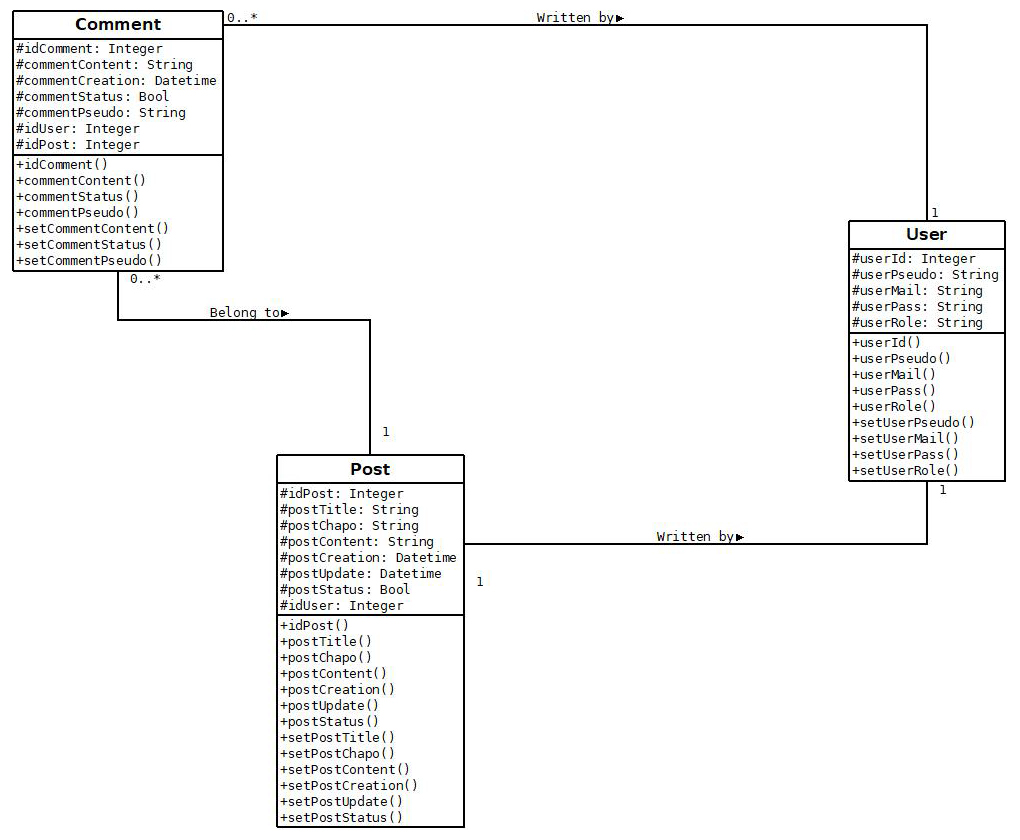 Comment
#idComment: Integer
#commentContent: String
#commentCreation: Datetime
#commentStatus: Bool
#commentPseudo: String
#idUser: Integer
#idPost: Integer
+idComment()
+commentContent()
+commentStatus()
+commentPseudo()
+setCommentContent()
+setCommentStatus()
+setCommentPseudo()
0..*
Written by▶
1
User
#userId: Integer
#userPseudo: String
#userMail: String
#userPass: String
#userRole: String
+userId()
+userPseudo()
+userMail()
+userPass()
+userRole()
+setUserPseudo()
+setUserMail()
+setUserPass()
+setUserRole()
0..*
Belong to▶
1
Post
#idPost: Integer
#postTitle: String
#postChapo: String
#postContent: String
#postCreation: Datetime
#postUpdate: Datetime
#postStatus: Bool
#idUser: Integer
+idPost()
+postTitle()
+postChapo()
+postContent()
+postCreation()
+postUpdate()
+postStatus()
+setPostTitle()
+setPostChapo()
+setPostContent()
+setPostCreation()
+setPostUpdate()
+setPostStatus()
1
Written by▶
1